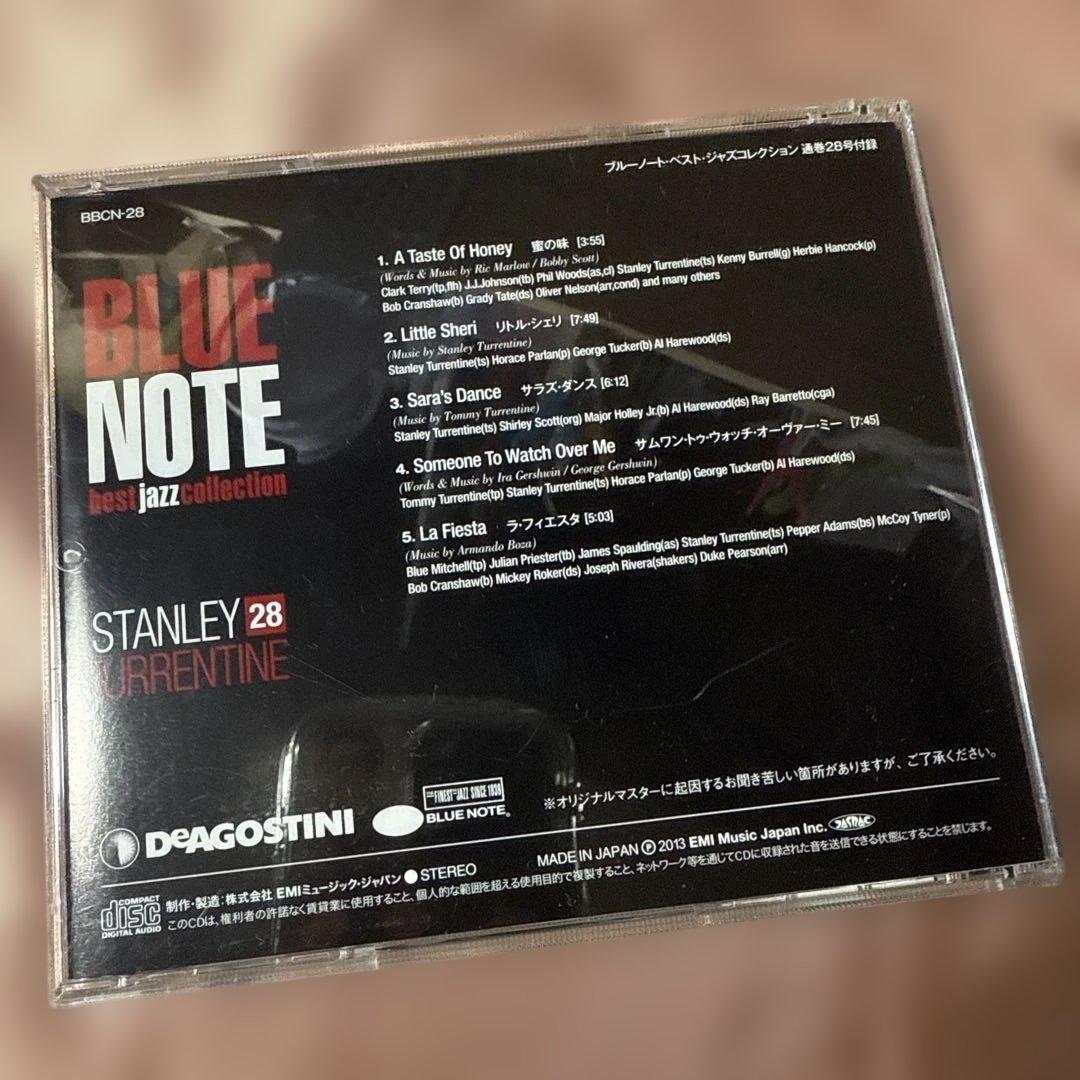 ブルーノート・ベスト・ジャズコレクション 通巻28号付録
BBCN-28
BLUE
NOTE
best jazz collection
STANLEY 28
TURRENTINE
1. A Taste Of Honey 蜜の味 [3:55]
(Words & Music by Ric Marlow / Bobby Scott)
Clark Terry(tp,flh) J.J.Johnson(tb) Phil Woods(as,cl) Stanley Turrentine(ts) Kenny Burrell(g) Herbie Hancock(p)
Bob Cranshaw(b) Grady Tate(ds) Oliver Nelson(arr,cond) and many others
2. Little Sheri リトル・シェリ [7:49]
(Music by Stanley Turrentine)
Stanley Turrentine(ts) Horace Parlan(p) George Tucker(b) Al Harewood(ds)
3. Sara's Dance サラズ・ダンス [6:12]
(Music by Tommy Turrentine)
Stanley Turrentine(ts) Shirley Scott(org) Major Holley Jr.(b) Al Harewood(ds) Ray Barretto(cga)
4. Someone To Watch Over Me サムワン・トゥ・ウォッチ・オーヴァー・ミー [7:45]
(Words & Music by Ira Gershwin / George Gershwin)
Tommy Turrentine(tp) Stanley Turrentine(ts) Horace Parlan(p) George Tucker(b) Al Harewood(ds)
5. La Fiesta ラ・フィエスタ [5:03]
(Music by Armando Boza)
Blue Mitchell(tp) Julian Priester(tb) James Spaulding(as) Stanley Turrentine(ts) Pepper Adams(bs) McCoy Tyner(p)
Bob Cranshaw(b) Mickey Roker(ds) Joseph Rivera(shakers) Duke Pearson(arr)
※オリジナルマスターに起因するお聞き苦しい箇所がありますが、ご了承ください。
DeAGOSTINI
THE FINEST IN JAZZ SINCE 1939
BLUE NOTE®
MADE IN JAPAN Ⓟ 2013 EMI Music Japan Inc. JASRAC
COMPACT
disc
DIGITAL AUDIO
制作・製造：株式会社 EMIミュージック・ジャパン ●STEREO
このCDは、権利者の許諾なく賃貸業に使用すること、個人的な範囲を超える使用目的で複製すること、ネットワーク等を通じてCDに収録された音を送信できる状態にすることを禁じます。